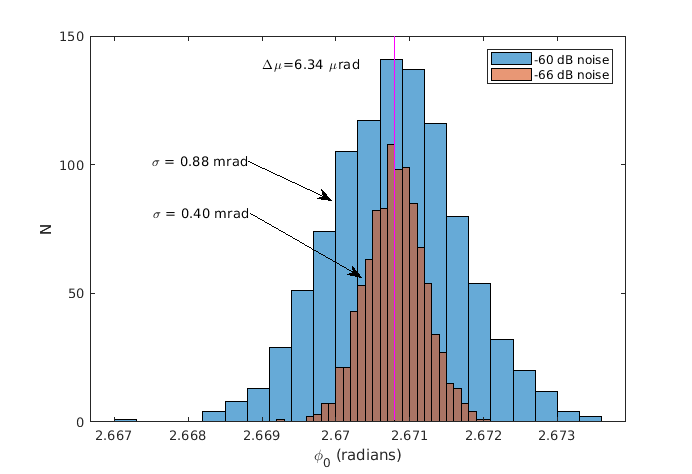 150
Δμ=6.34 μrad
-60 dB noise
-66 dB noise
σ = 0.88 mrad
100
σ = 0.40 mrad
N
50
0
2.667 2.668 2.669 2.67 2.671 2.672 2.673
ϕ₀ (radians)